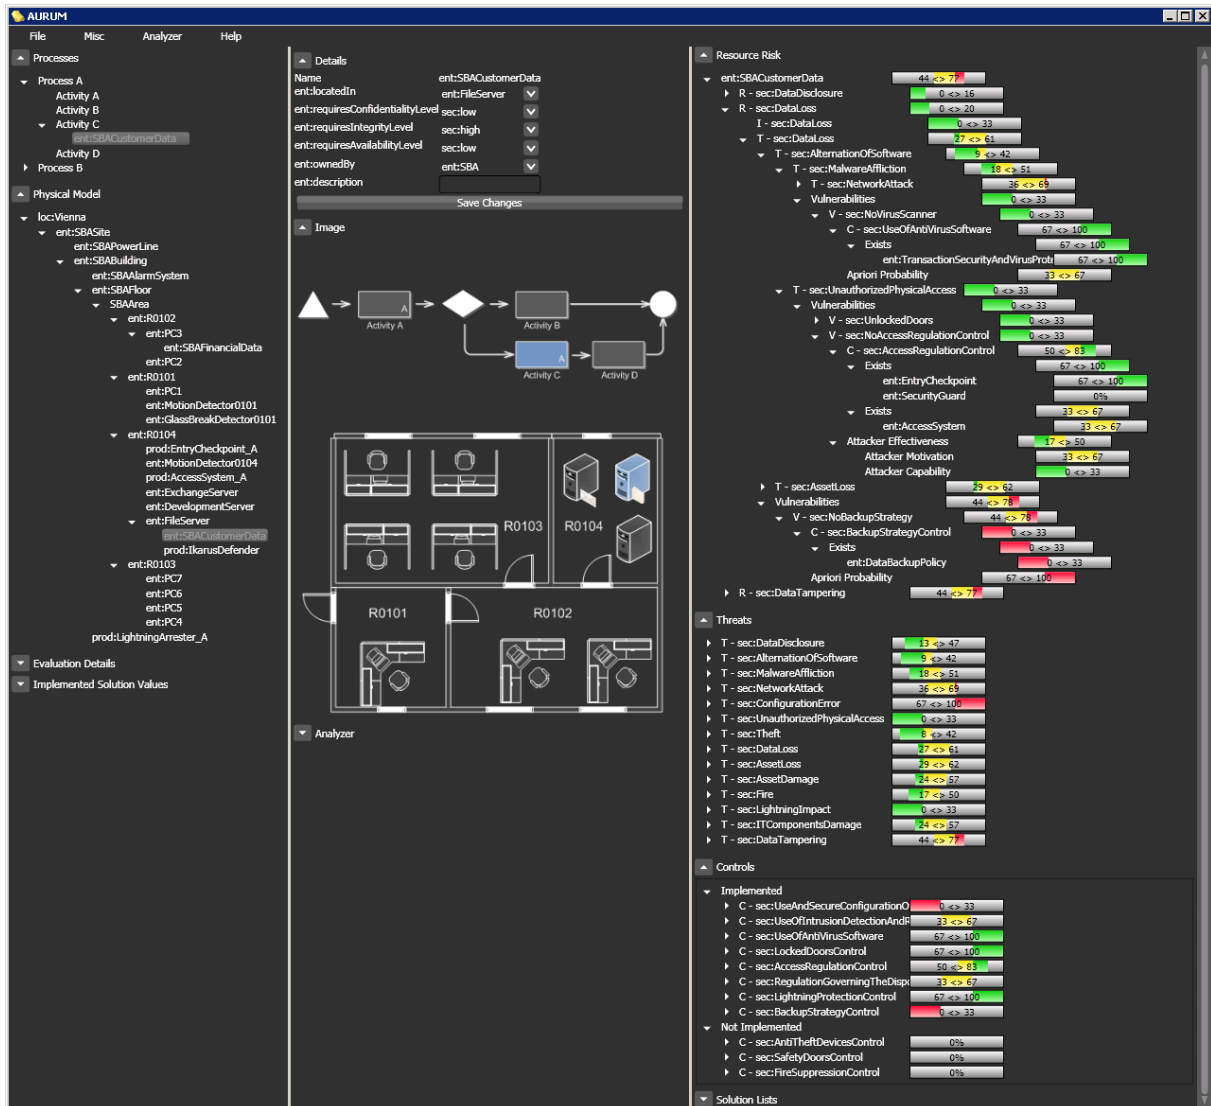 AURUM
File Misc Analyzer Help
Processes
Process A
Activity A
Activity B
Activity C
ent:SBACustomerData
Activity D
Process B
Physical Model
loc:Vienna
ent:SBASite
ent:SBAPowerLine
ent:SBABuilding
ent:SBAAlarmSystem
ent:SBAFloor
SBAArea
ent:R0102
ent:PC3
ent:SBAFinancialData
ent:PC2
ent:R0101
ent:PC1
ent:MotionDetector0101
ent:GlassBreakDetector0101
ent:R0104
prod:EntryCheckpoint_A
ent:MotionDetector0104
prod:AccessSystem_A
ent:ExchangeServer
ent:DevelopmentServer
ent:FileServer
ent:SBACustomerData
prod:IkarusDefender
ent:R0103
ent:PC7
ent:PC6
ent:PC5
ent:PC4
prod:LightningArrester_A
Evaluation Details
Implemented Solution Values
Details
Name ent:SBACustomerData
ent:locatedIn ent:FileServer
ent:requiresConfidentialityLevel sec:low
ent:requiresIntegrityLevel sec:high
ent:requiresAvailabilityLevel sec:low
ent:ownedBy ent:SBA
ent:description
Save Changes
Image
A
Activity A
Activity B
A
Activity C
Activity D
R0103
R0104
R0101
R0102
Analyzer
Resource Risk
ent:SBACustomerData 44 <> 77
R - sec:DataDisclosure 0 <> 16
R - sec:DataLoss 0 <> 20
I - sec:DataLoss 0 <> 33
T - sec:DataLoss 27 <> 61
T - sec:AlternationOfSoftware 9 <> 42
T - sec:MalwareAffliction 18 <> 51
T - sec:NetworkAttack 36 <> 69
Vulnerabilities 0 <> 33
V - sec:NoVirusScanner 0 <> 33
C - sec:UseOfAntiVirusSoftware 67 <> 100
Exists 67 <> 100
ent:TransactionSecurityAndVirusProt 67 <> 100
Apriori Probability 33 <> 67
T - sec:UnauthorizedPhysicalAccess 0 <> 33
Vulnerabilities 0 <> 33
V - sec:UnlockedDoors 0 <> 33
V - sec:NoAccessRegulationControl 0 <> 33
C - sec:AccessRegulationControl 50 <> 83
Exists 67 <> 100
ent:EntryCheckpoint 67 <> 100
ent:SecurityGuard 0%
Exists 33 <> 67
ent:AccessSystem 33 <> 67
Attacker Effectiveness 17 <> 50
Attacker Motivation 33 <> 67
Attacker Capability 0 <> 33
T - sec:AssetLoss 29 <> 62
Vulnerabilities 44 <> 78
V - sec:NoBackupStrategy 44 <> 78
C - sec:BackupStrategyControl 0 <> 33
Exists 0 <> 33
ent:DataBackupPolicy 0 <> 33
Apriori Probability 67 <> 100
R - sec:DataTampering 44 <> 77
Threats
T - sec:DataDisclosure 13 <> 47
T - sec:AlternationOfSoftware 9 <> 42
T - sec:MalwareAffliction 18 <> 51
T - sec:NetworkAttack 36 <> 69
T - sec:ConfigurationError 67 <> 100
T - sec:UnauthorizedPhysicalAccess 0 <> 33
T - sec:Theft 8 <> 42
T - sec:DataLoss 27 <> 61
T - sec:AssetLoss 29 <> 62
T - sec:AssetDamage 24 <> 57
T - sec:Fire 17 <> 50
T - sec:LightningImpact 0 <> 33
T - sec:ITComponentsDamage 24 <> 57
T - sec:DataTampering 44 <> 77
Controls
Implemented
C - sec:UseAndSecureConfigurationO 0 <> 33
C - sec:UseOfIntrusionDetectionAndR 33 <> 67
C - sec:UseOfAntiVirusSoftware 67 <> 100
C - sec:LockedDoorsControl 67 <> 100
C - sec:AccessRegulationControl 50 <> 83
C - sec:RegulationGoverningTheDispo 33 <> 67
C - sec:LightningProtectionControl 67 <> 100
C - sec:BackupStrategyControl 0 <> 33
Not Implemented
C - sec:AntiTheftDevicesControl 0%
C - sec:SafetyDoorsControl 0%
C - sec:FireSuppressionControl 0%
Solution Lists